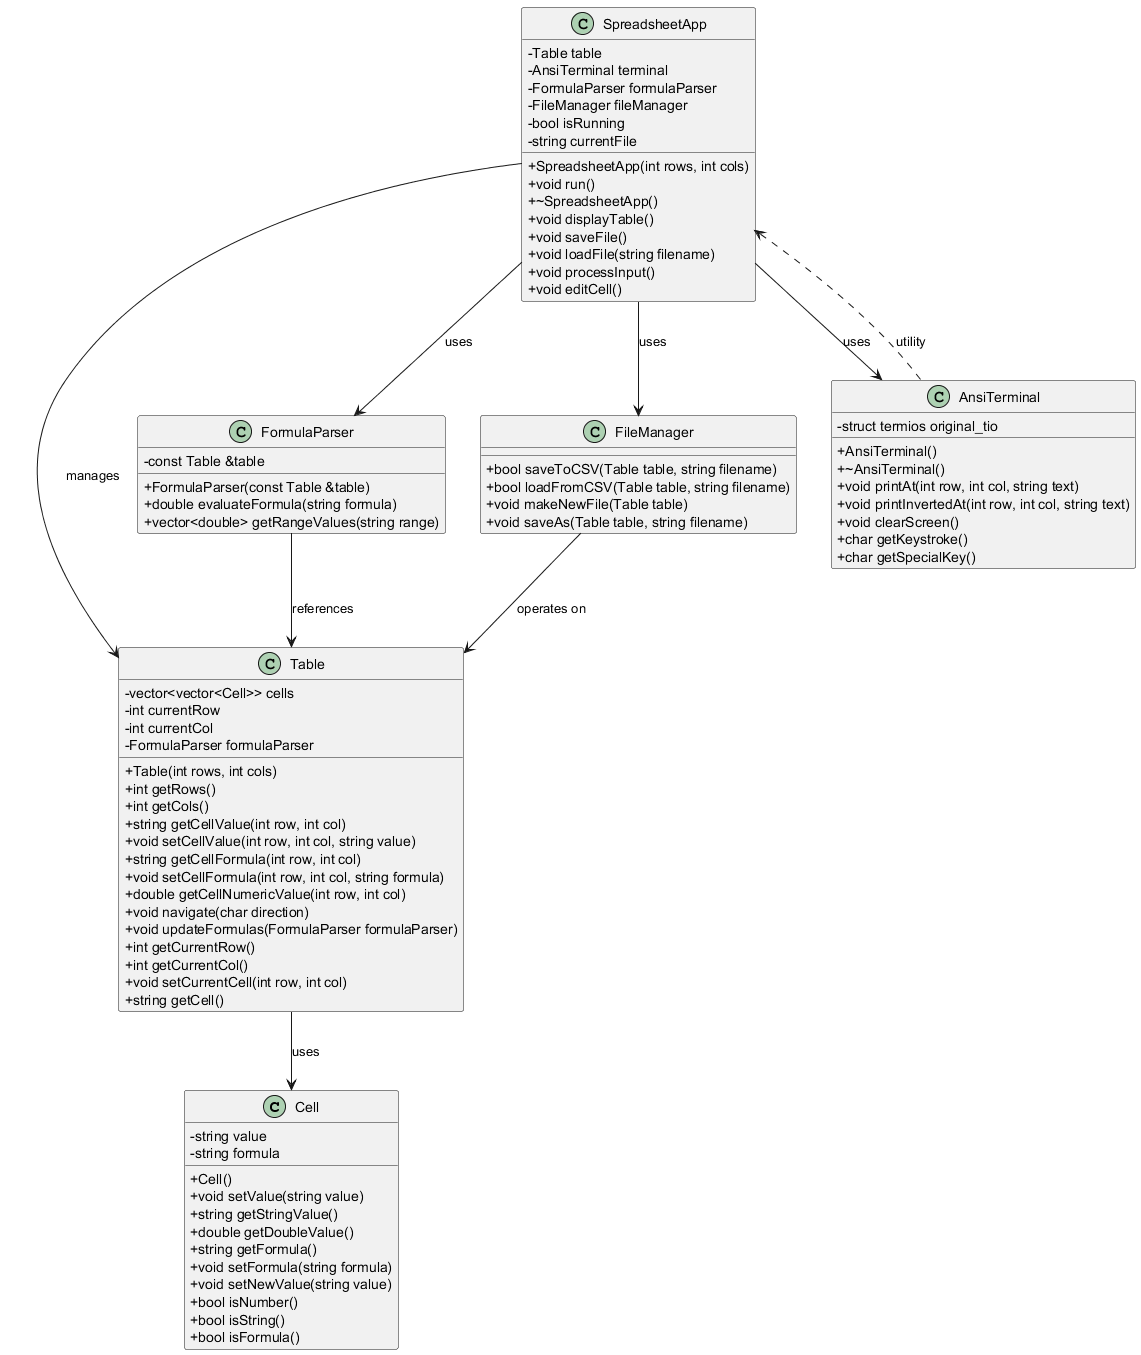 C SpreadsheetApp
-Table table
-AnsiTerminal terminal
-FormulaParser formulaParser
-FileManager fileManager
-bool isRunning
-string currentFile
+SpreadsheetApp(int rows, int cols)
+void run()
+~SpreadsheetApp()
+void displayTable()
+void saveFile()
+void loadFile(string filename)
+void processInput()
+void editCell()
uses
uses
uses
utility
manages
C FormulaParser
-const Table &table
+FormulaParser(const Table &table)
+double evaluateFormula(string formula)
+vector<double> getRangeValues(string range)
C FileManager
+bool saveToCSV(Table table, string filename)
+bool loadFromCSV(Table table, string filename)
+void makeNewFile(Table table)
+void saveAs(Table table, string filename)
C AnsiTerminal
-struct termios original_tio
+AnsiTerminal()
+~AnsiTerminal()
+void printAt(int row, int col, string text)
+void printInvertedAt(int row, int col, string text)
+void clearScreen()
+char getKeystroke()
+char getSpecialKey()
references
operates on
C Table
-vector<vector<Cell>> cells
-int currentRow
-int currentCol
-FormulaParser formulaParser
+Table(int rows, int cols)
+int getRows()
+int getCols()
+string getCellValue(int row, int col)
+void setCellValue(int row, int col, string value)
+string getCellFormula(int row, int col)
+void setCellFormula(int row, int col, string formula)
+double getCellNumericValue(int row, int col)
+void navigate(char direction)
+void updateFormulas(FormulaParser formulaParser)
+int getCurrentRow()
+int getCurrentCol()
+void setCurrentCell(int row, int col)
+string getCell()
uses
C Cell
-string value
-string formula
+Cell()
+void setValue(string value)
+string getStringValue()
+double getDoubleValue()
+string getFormula()
+void setFormula(string formula)
+void setNewValue(string value)
+bool isNumber()
+bool isString()
+bool isFormula()